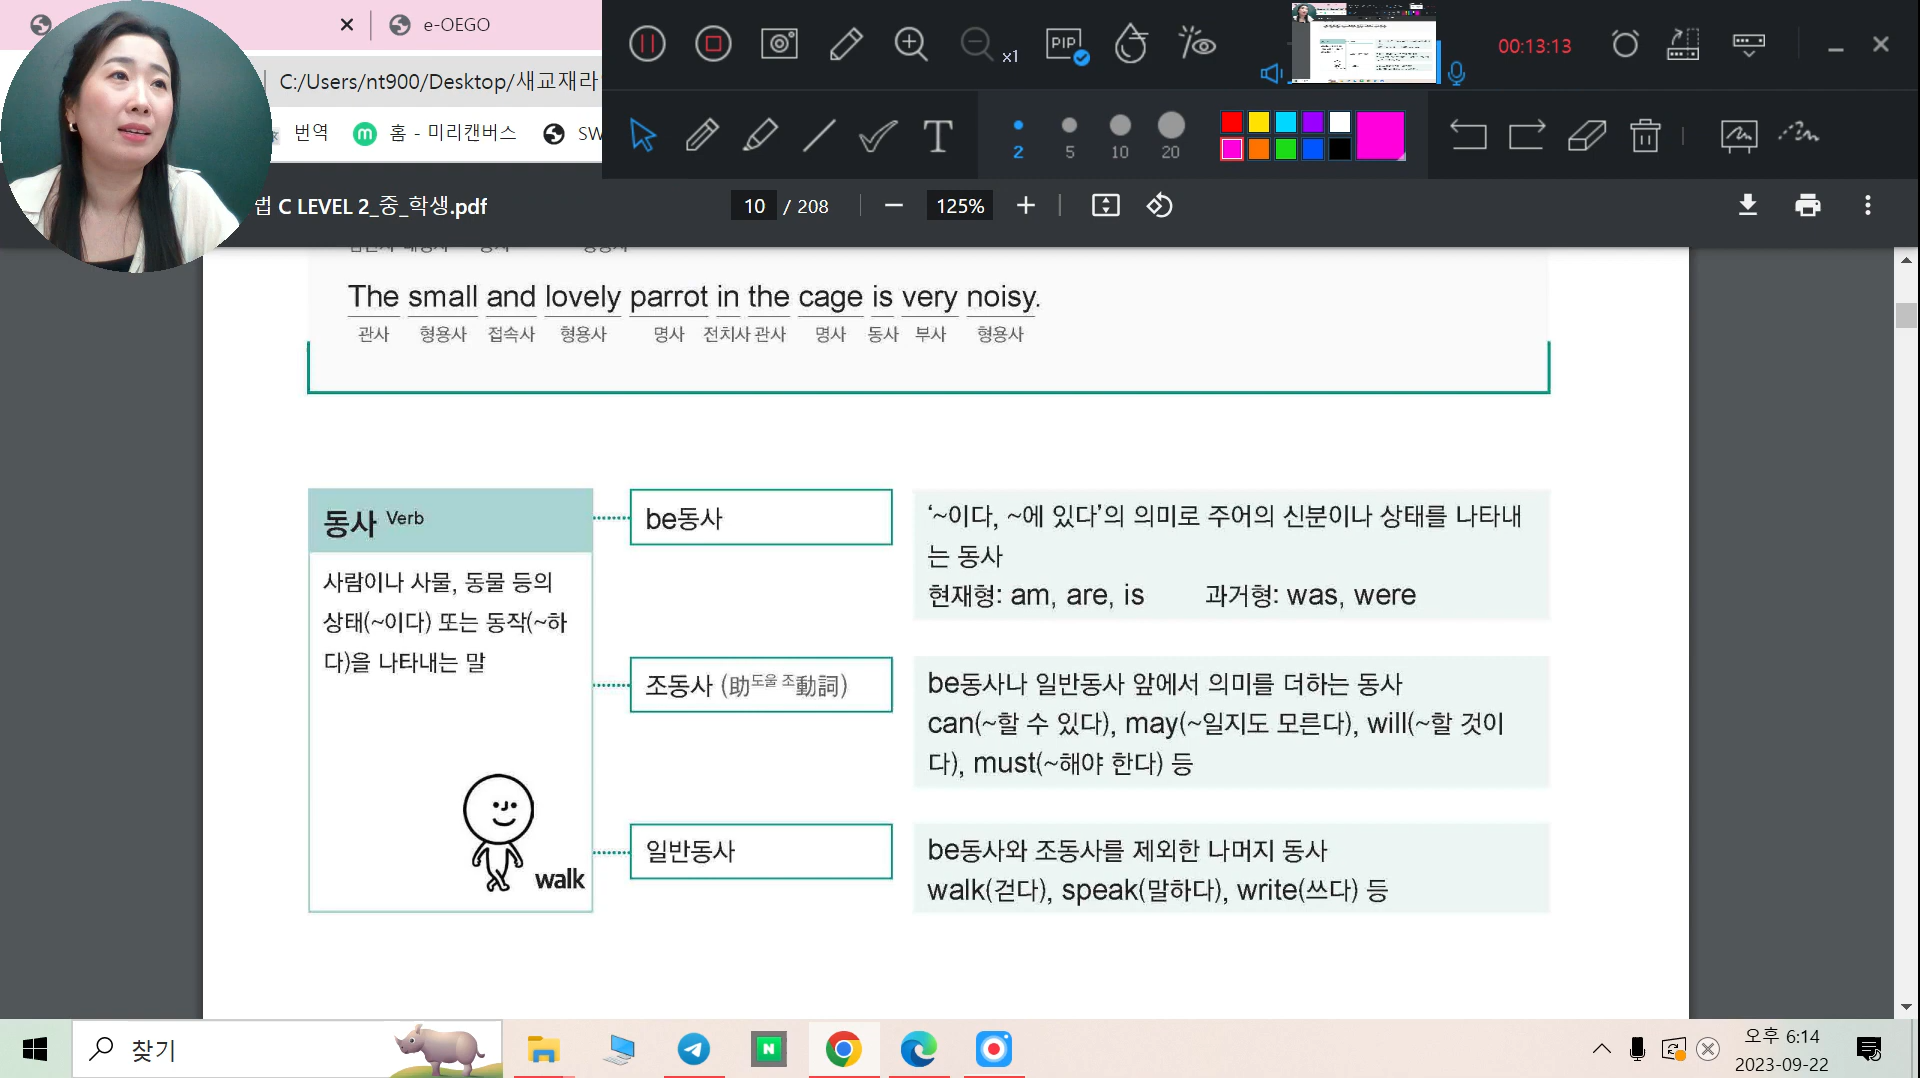 e-OEGO
x1
PIP
00:13:13
C:/Users/nt900/Desktop/새교재라
번역
홈 - 미리캔버스
SW
T
2
5
10
20
법 C LEVEL 2_중_학생.pdf
10 / 208
125%
The small and lovely parrot in the cage is very noisy.
관사 형용사 접속사 형용사 명사 전치사 관사 명사 동사 부사 형용사
동사 Verb
사람이나 사물, 동물 등의
상태(~이다) 또는 동작(~하
다)을 나타내는 말
walk
be동사
‘~이다, ~에 있다’의 의미로 주어의 신분이나 상태를 나타내
는 동사
현재형: am, are, is 과거형: was, were
조동사 (助도울 조動詞)
be동사나 일반동사 앞에서 의미를 더하는 동사
can(~할 수 있다), may(~일지도 모른다), will(~할 것이
다), must(~해야 한다) 등
일반동사
be동사와 조동사를 제외한 나머지 동사
walk(걷다), speak(말하다), write(쓰다) 등
찾기
N
오후 6:14
2023-09-22